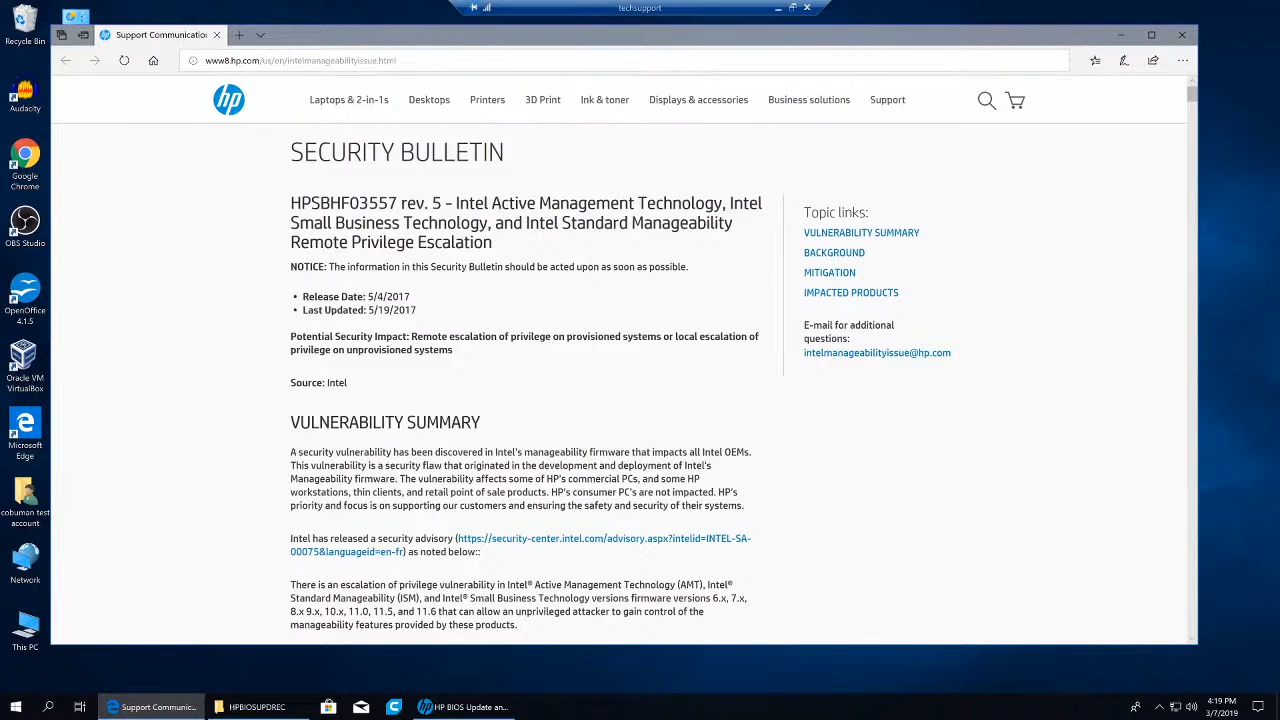 techsupport
Recycle Bin
Support Communication
www8.hp.com/us/en/intelmanageabilityissue.html
hp
Laptops & 2-in-1s
Desktops
Printers
3D Print
Ink & toner
Displays & accessories
Business solutions
Support
Audacity
Google
Chrome
OBS Studio
OpenOffice
4.1.5
Oracle VM
VirtualBox
Microsoft
Edge
cobuman test
account
Network
This PC
SECURITY BULLETIN
HPSBHF03557 rev. 5 - Intel Active Management Technology, Intel
Small Business Technology, and Intel Standard Manageability
Remote Privilege Escalation
NOTICE: The information in this Security Bulletin should be acted upon as soon as possible.
• Release Date: 5/4/2017
• Last Updated: 5/19/2017
Potential Security Impact: Remote escalation of privilege on provisioned systems or local escalation of
privilege on unprovisioned systems
Source: Intel
VULNERABILITY SUMMARY
A security vulnerability has been discovered in Intel's manageability firmware that impacts all Intel OEMs.
This vulnerability is a security flaw that originated in the development and deployment of Intel's
Manageability firmware. The vulnerability affects some of HP's commercial PCs, and some HP
workstations, thin clients, and retail point of sale products. HP's consumer PC's are not impacted. HP's
priority and focus is on supporting our customers and ensuring the safety and security of their systems.
Intel has released a security advisory (https://security-center.intel.com/advisory.aspx?intelid=INTEL-SA-
00075&languageid=en-fr) as noted below::
There is an escalation of privilege vulnerability in Intel® Active Management Technology (AMT), Intel®
Standard Manageability (ISM), and Intel® Small Business Technology versions firmware versions 6.x, 7.x,
8.x 9.x, 10.x, 11.0, 11.5, and 11.6 that can allow an unprivileged attacker to gain control of the
manageability features provided by these products.
Topic links:
VULNERABILITY SUMMARY
BACKGROUND
MITIGATION
IMPACTED PRODUCTS
E-mail for additional
questions:
intelmanageabilityissue@hp.com
Support Communic...
HPBIOSUPDREC
HP BIOS Update an...
4:19 PM
3/7/2019